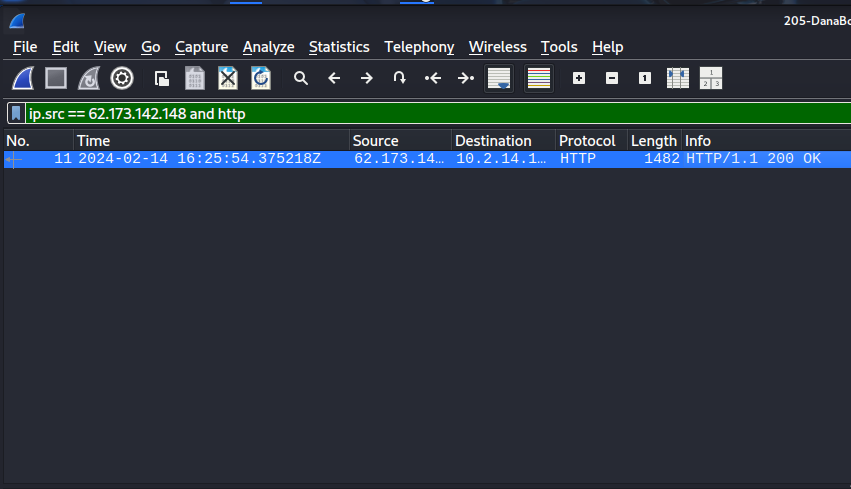 205-DanaBo
File Edit View Go Capture Analyze Statistics Telephony Wireless Tools Help
ip.src == 62.173.142.148 and http
No. Time Source Destination Protocol Length Info
11 2024-02-14 16:25:54.375218Z 62.173.14… 10.2.14.1… HTTP 1482 HTTP/1.1 200 OK